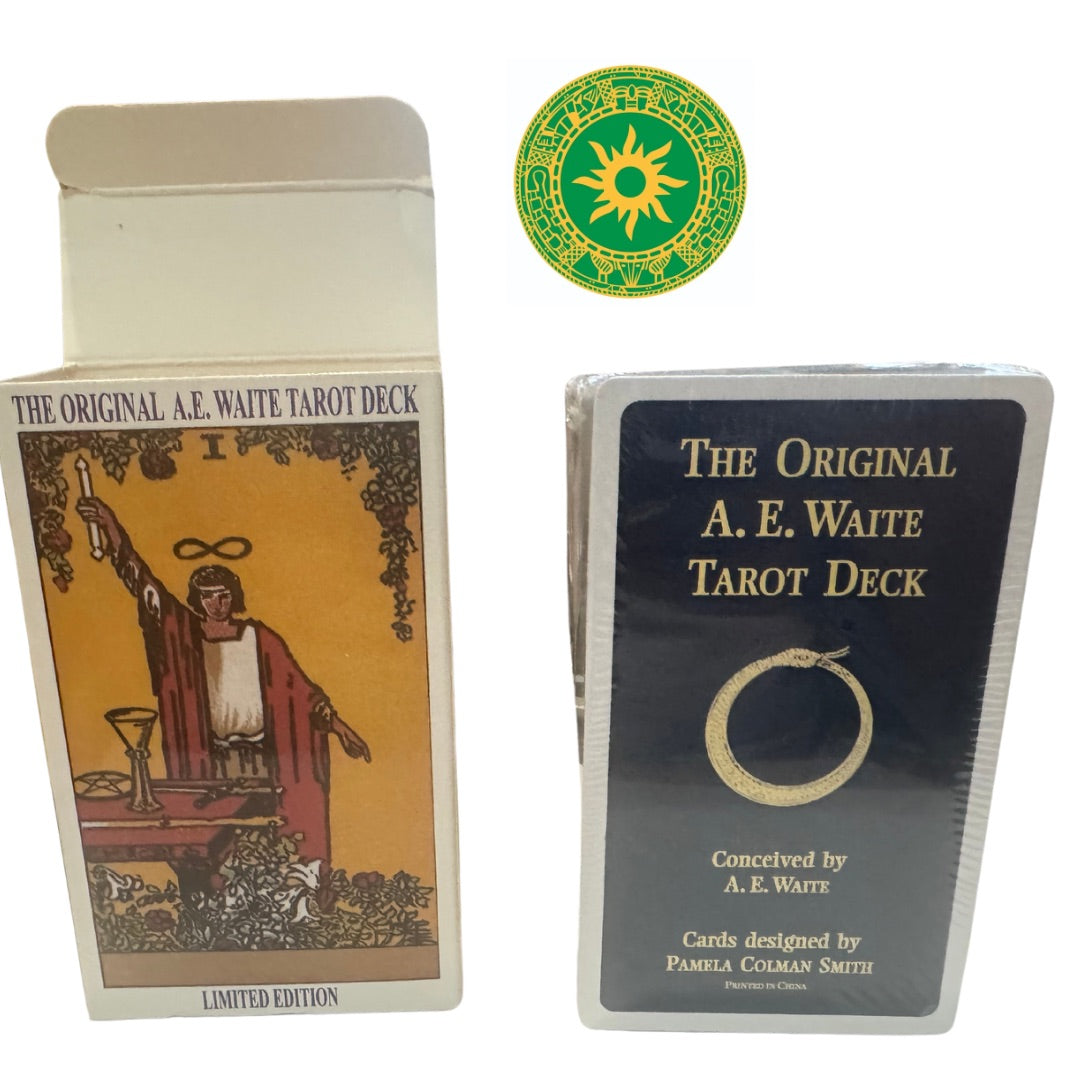 THE ORIGINAL A.E. WAITE TAROT DECK
I
LIMITED EDITION
THE ORIGINAL
A. E. WAITE
TAROT DECK
Conceived by
A. E. WAITE
Cards designed by
PAMELA COLMAN SMITH
PRINTED IN CHINA